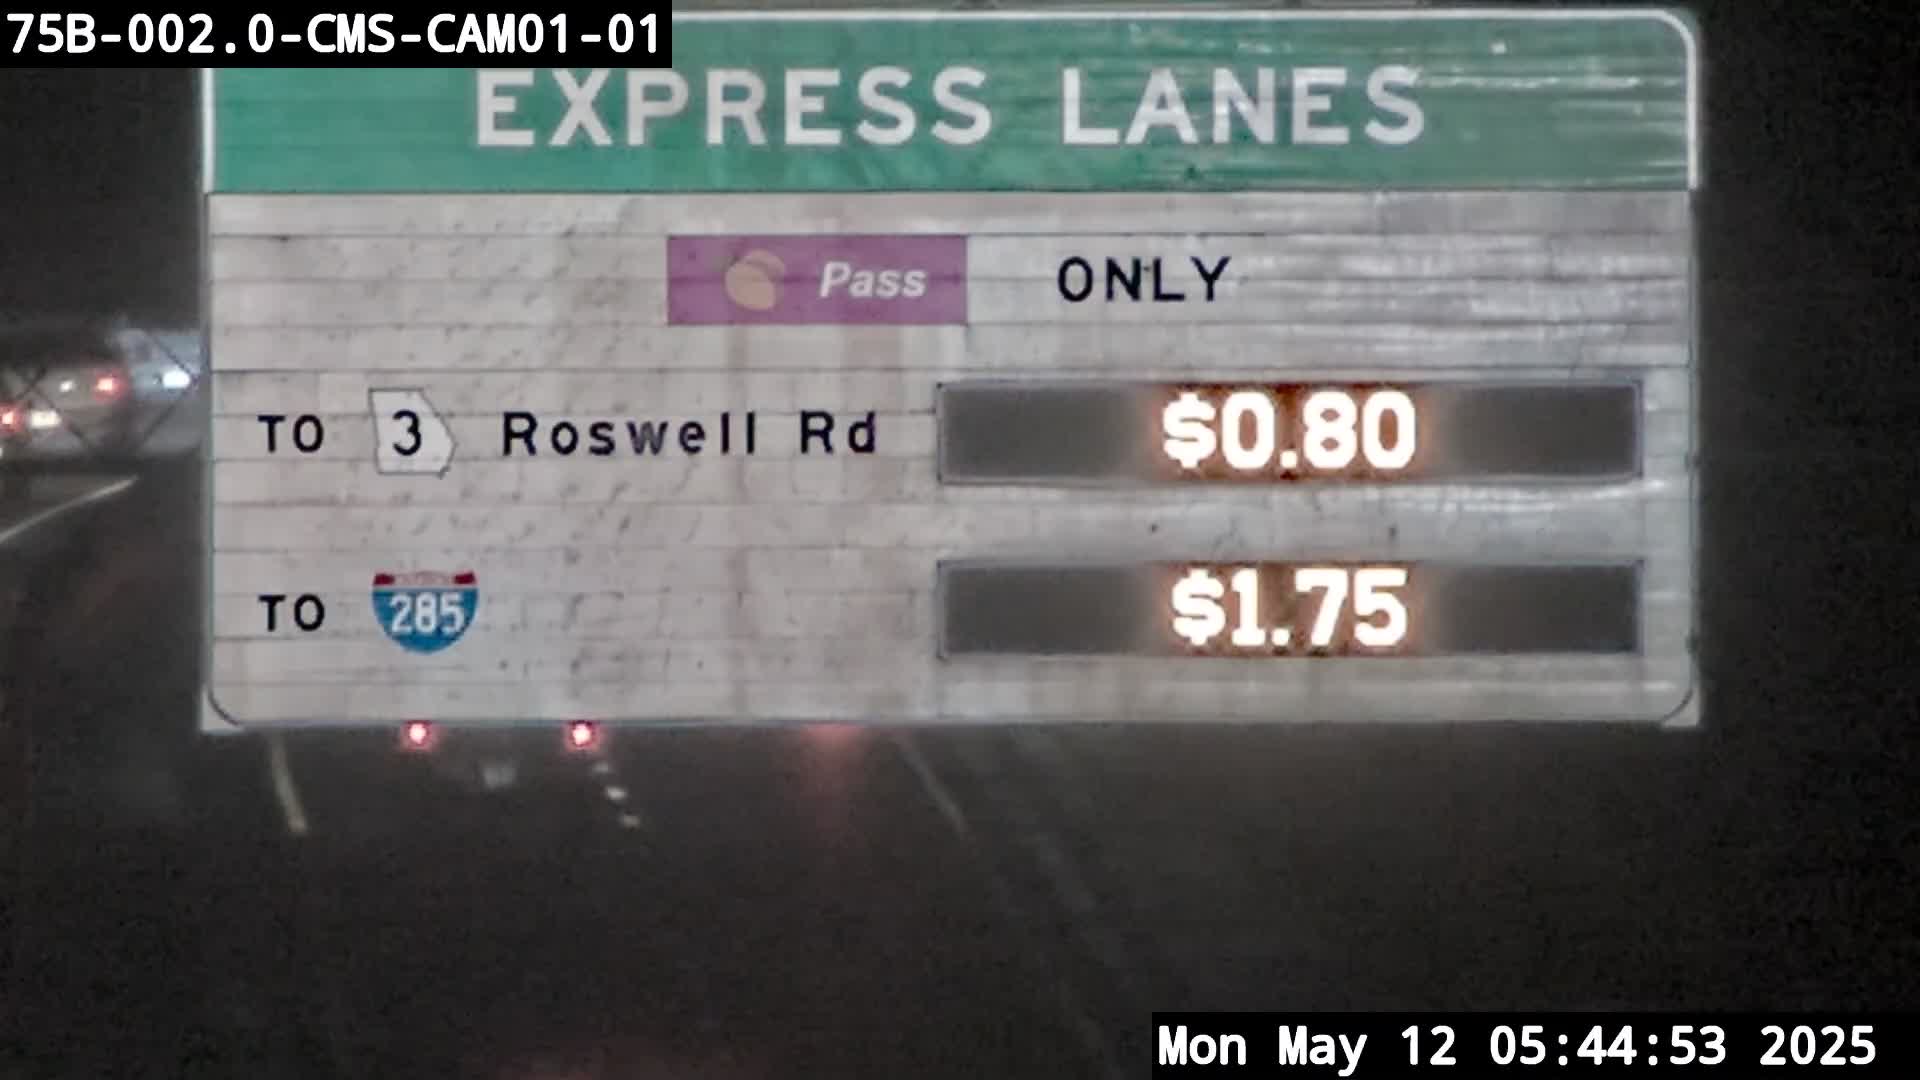 75B-002.0-CMS-CAM01-01
EXPRESS LANES
Pass ONLY
TO 3 Roswell Rd $0.80
TO 285 $1.75
Mon May 12 05:44:53 2025